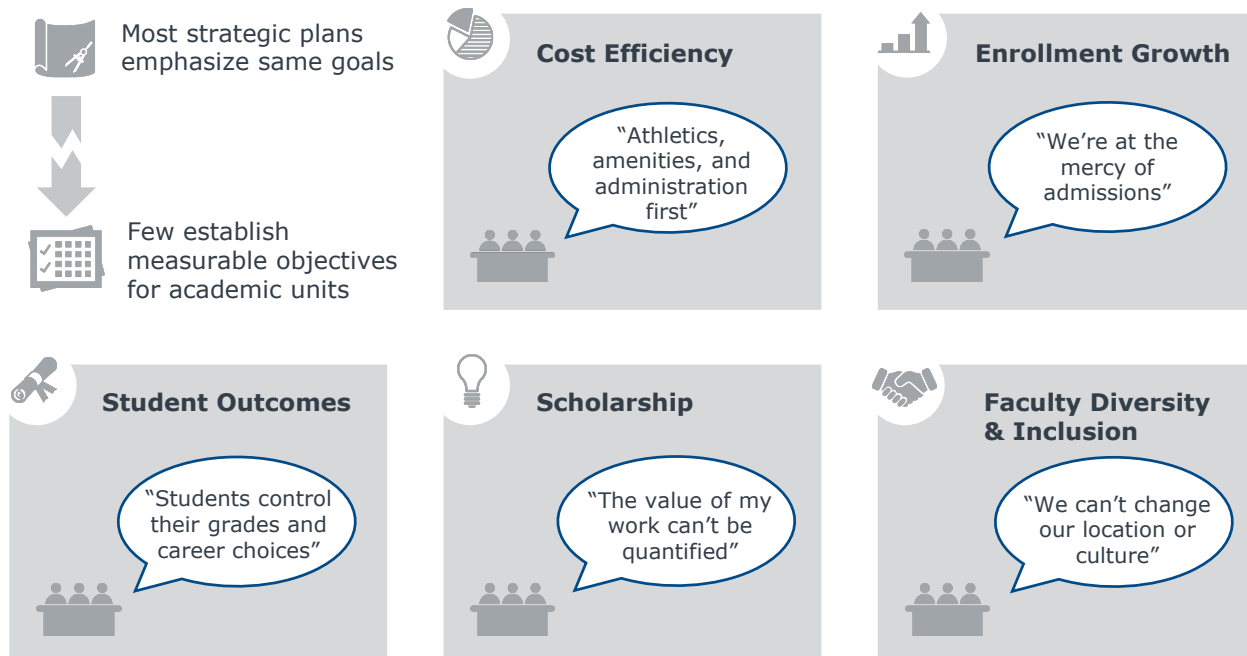 Most strategic plans
emphasize same goals
Few establish
measurable objectives
for academic units
Cost Efficiency
“Athletics,
amenities, and
administration
first”
Enrollment Growth
“We’re at the
mercy of
admissions”
Student Outcomes
“Students control
their grades and
career choices”
Scholarship
“The value of my
work can’t be
quantified”
Faculty Diversity
& Inclusion
“We can’t change
our location or
culture”